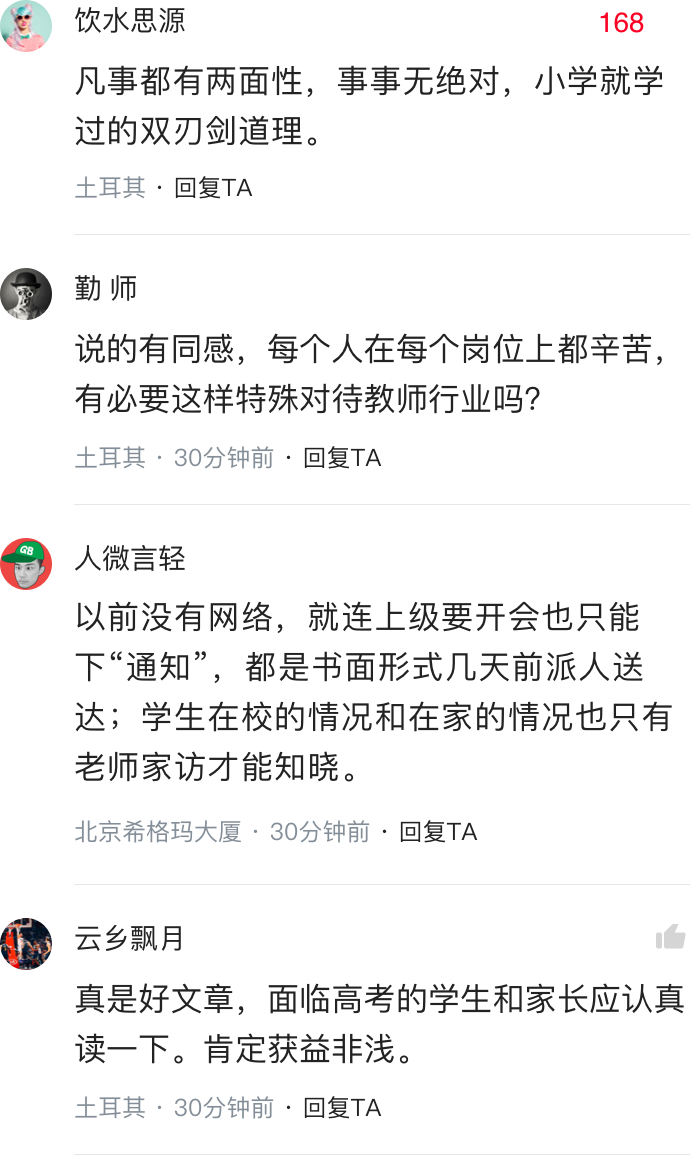 饮水思源
168
凡事都有两面性，事事无绝对，小学就学
过的双刃剑道理。
土耳其 · 回复TA
勤 师
说的有同感，每个人在每个岗位上都辛苦，
有必要这样特殊对待教师行业吗?
土耳其 · 30分钟前 · 回复TA
GB
人微言轻
以前没有网络，就连上级要开会也只能
下“通知”，都是书面形式几天前派人送
达；学生在校的情况和在家的情况也只有
老师家访才能知晓。
北京希格玛大厦 · 30分钟前 · 回复TA
云乡飘月
真是好文章，面临高考的学生和家长应认真
读一下。肯定获益非浅。
土耳其 · 30分钟前 · 回复TA